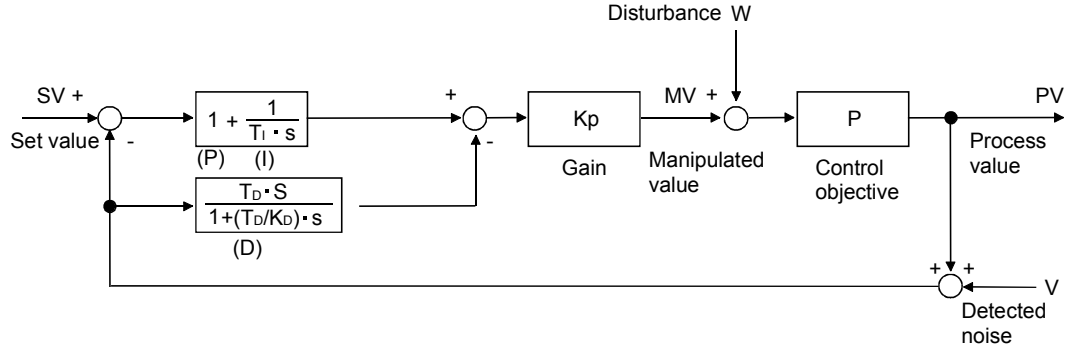 Disturbance W
SV +
Set value
-
1 + 1 / TI · s
(P) (I)
TD · S / 1+(TD/KD) · s
(D)
+
-
Kp
Gain
MV +
Manipulated
value
P
Control
objective
PV
Process
value
+ +
V
Detected
noise